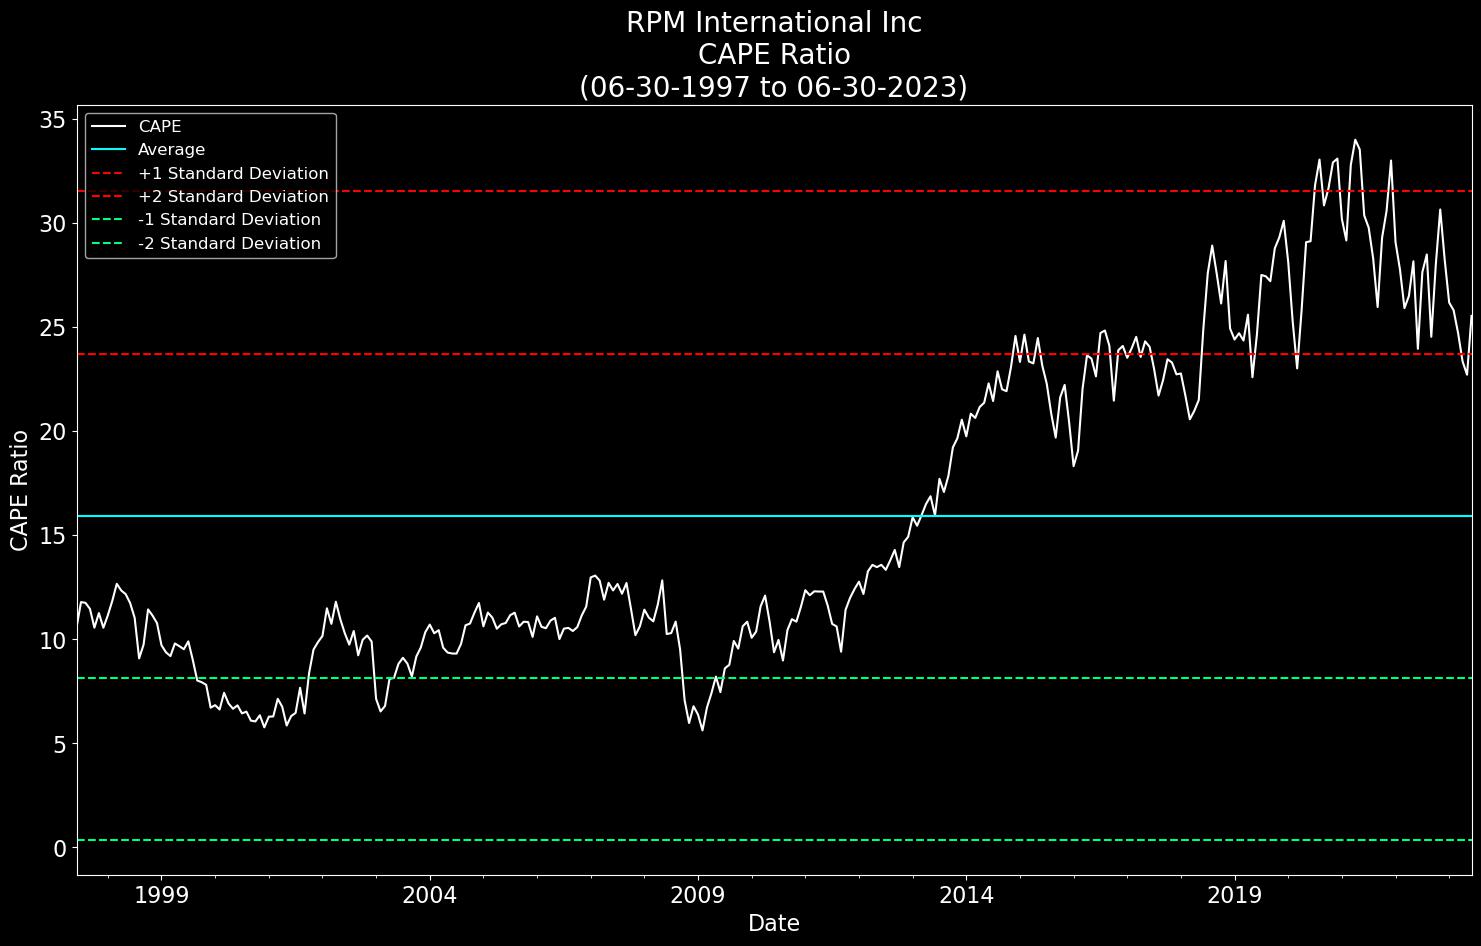 RPM International Inc
CAPE Ratio
(06-30-1997 to 06-30-2023)
CAPE
Average
+1 Standard Deviation
+2 Standard Deviation
-1 Standard Deviation
-2 Standard Deviation
35
30
25
20
15
10
5
0
CAPE Ratio
1999 2004 2009 2014 2019
Date